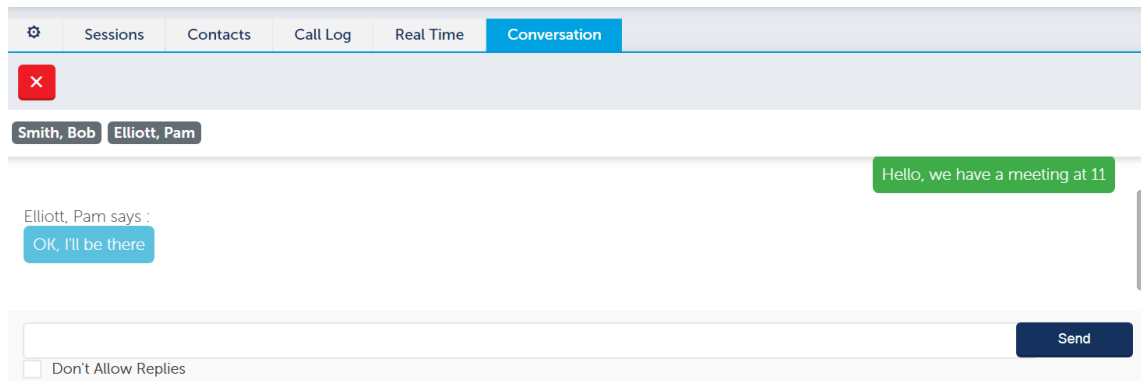 Sessions Contacts Call Log Real Time Conversation
Smith, Bob Elliott, Pam
Hello, we have a meeting at 11
Elliott, Pam says :
OK, I'll be there
Send
Don't Allow Replies